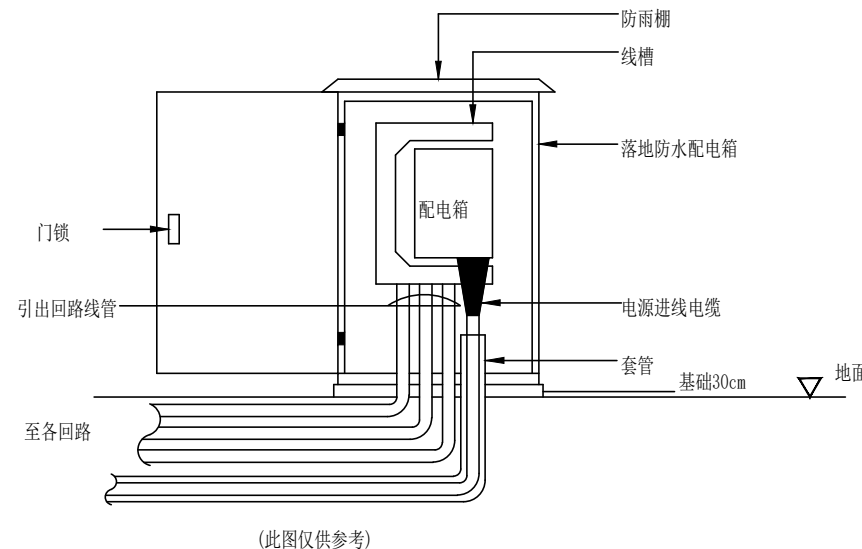 防雨棚
线槽
落地防水配电箱
配电箱
门锁
引出回路线管
电源进线电缆
套管
基础30cm
地面
至各回路
(此图仅供参考)